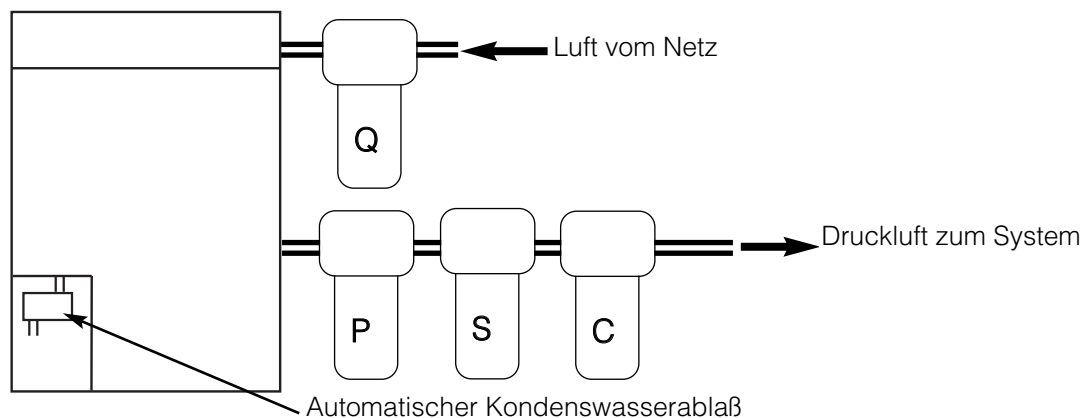 Luft vom Netz
Q
Druckluft zum System
P S C
Automatischer Kondenswasserablaß